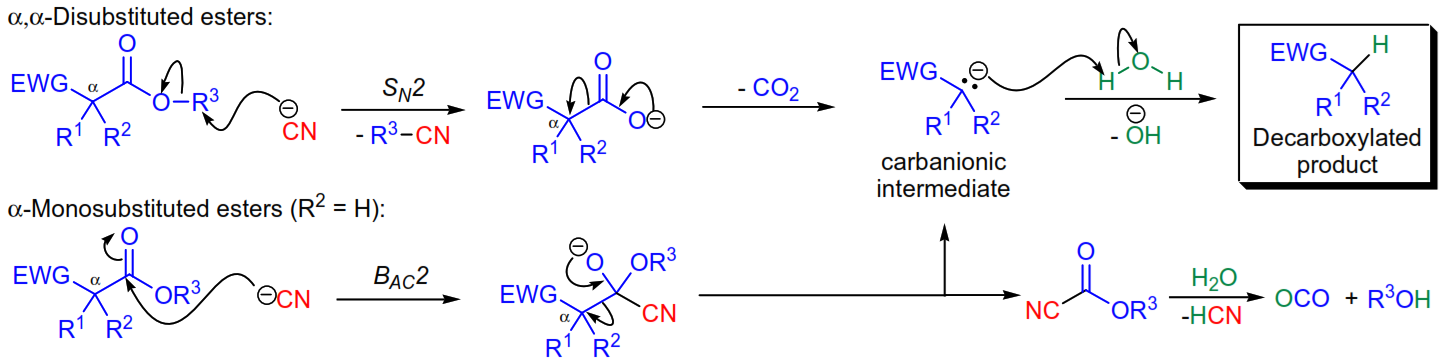 α,α-Disubstituted esters:
EWG α O O R³
R¹ R²
⊖
CN
Sₙ2
- R³-CN
EWG α O O⊖
R¹ R²
- CO₂
EWG ⊖
R¹ R²
carbanionic
intermediate
H O H
⊖
- OH
EWG H
R¹ R²
Decarboxylated
product
α-Monosubstituted esters (R² = H):
EWG α O OR³
R¹ R²
⊖CN
B_AC2
⊖
O OR³
EWG α CN
R¹ R²
O
NC OR³
H₂O
-HCN
OCO + R³OH